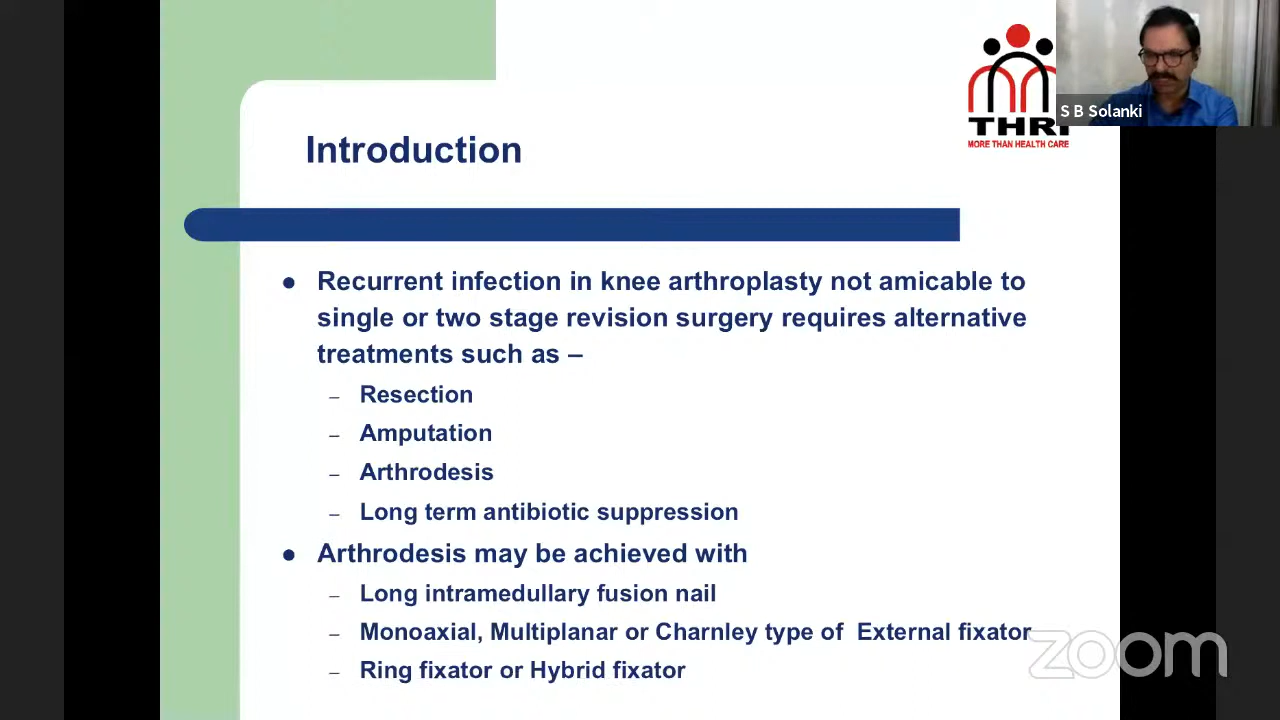 THRI
MORE THAN HEALTH CARE
S B Solanki
Introduction
● Recurrent infection in knee arthroplasty not amicable to
single or two stage revision surgery requires alternative
treatments such as –
– Resection
– Amputation
– Arthrodesis
– Long term antibiotic suppression
● Arthrodesis may be achieved with
– Long intramedullary fusion nail
– Monoaxial, Multiplanar or Charnley type of External fixator
– Ring fixator or Hybrid fixator
zoom